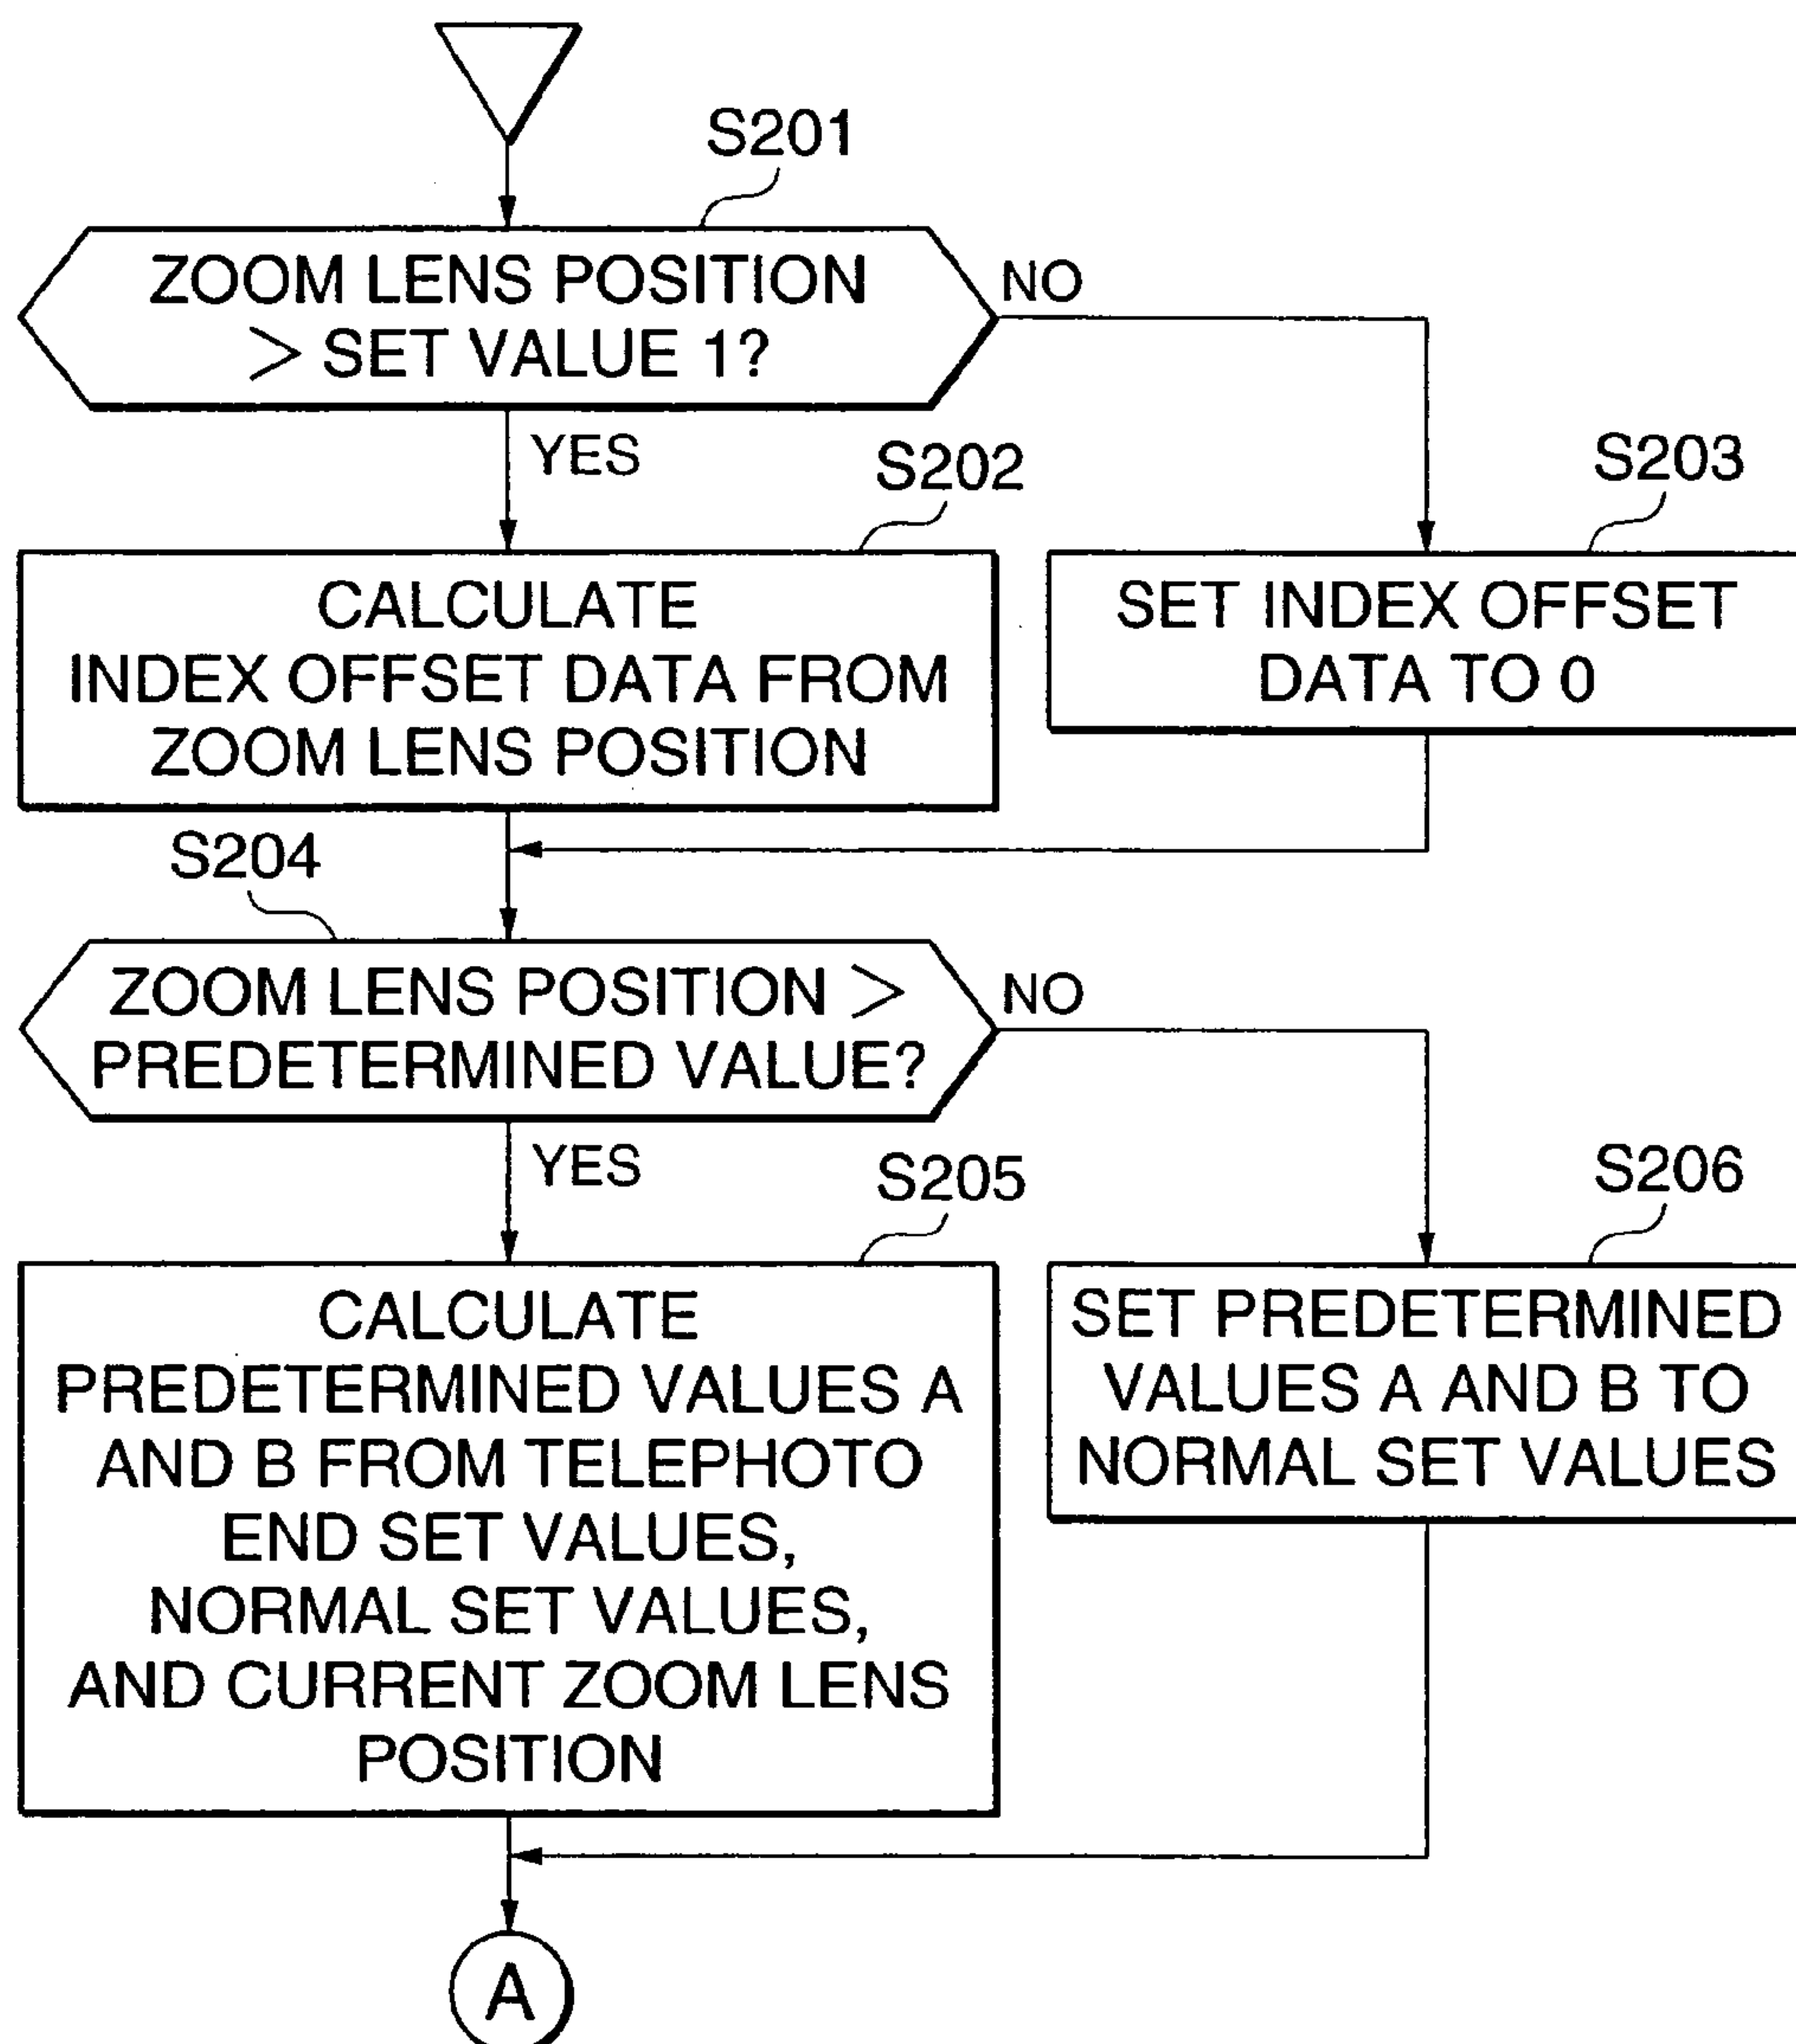 S201
ZOOM LENS POSITION
> SET VALUE 1?
NO
YES
S202
S203
CALCULATE
INDEX OFFSET DATA FROM
ZOOM LENS POSITION
SET INDEX OFFSET
DATA TO 0
S204
ZOOM LENS POSITION >
PREDETERMINED VALUE?
NO
YES
S205
S206
CALCULATE
PREDETERMINED VALUES A
AND B FROM TELEPHOTO
END SET VALUES,
NORMAL SET VALUES,
AND CURRENT ZOOM LENS
POSITION
SET PREDETERMINED
VALUES A AND B TO
NORMAL SET VALUES
A